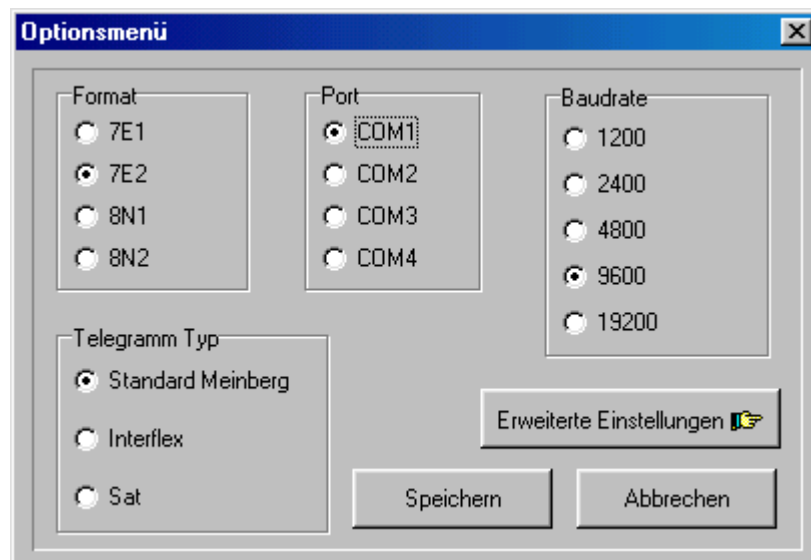 Optionsmenü
Format
7E1
7E2
8N1
8N2
Port
COM1
COM2
COM3
COM4
Baudrate
1200
2400
4800
9600
19200
Telegramm Typ
Standard Meinberg
Interflex
Sat
Erweiterte Einstellungen
Speichern
Abbrechen